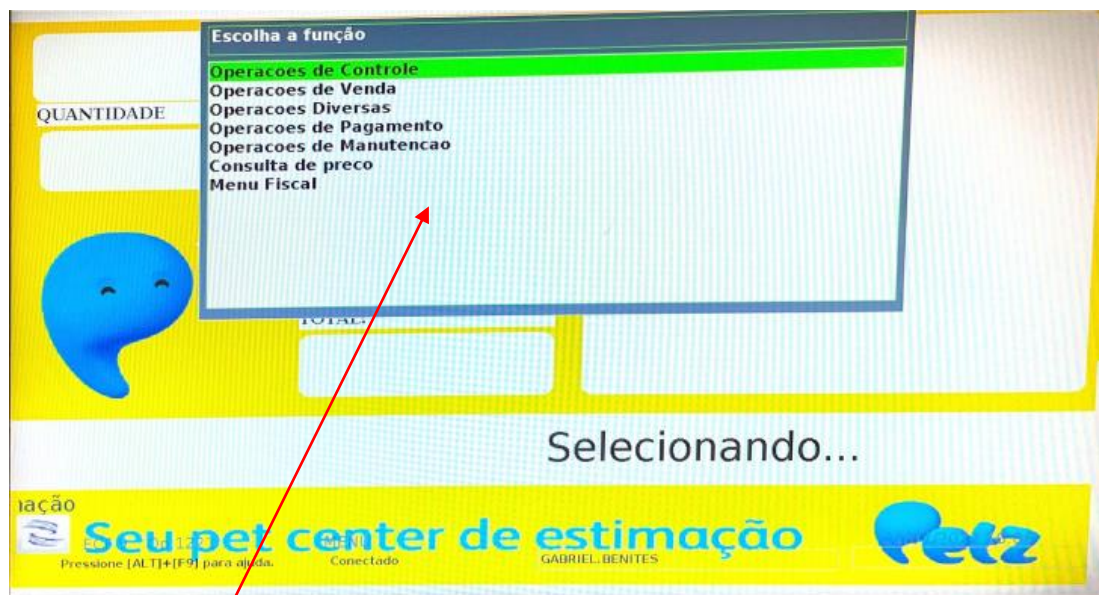 Escolha a função
Operacoes de Controle
Operacoes de Venda
Operacoes Diversas
Operacoes de Pagamento
Operacoes de Manutencao
Consulta de preco
Menu Fiscal
QUANTIDADE
TOTAL:
Selecionando...
nação
Seu pet center de estimação
Petz
MENU
Pressione [ALT]+[F9] para ajuda.
Conectado
GABRIEL.BENITES